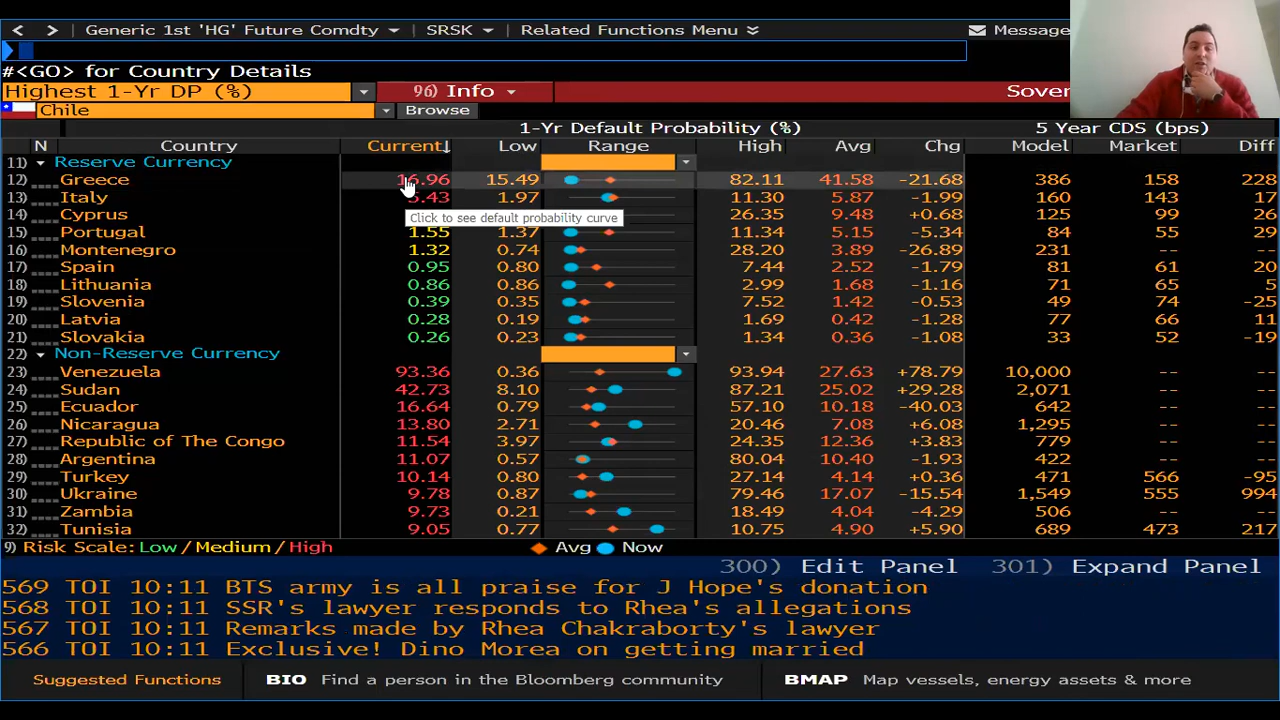 Generic 1st 'HG' Future Comdty SRSK Related Functions Menu Message
#<GO> for Country Details
Highest 1-Yr DP (%) 96) Info Sover
Chile Browse
1-Yr Default Probability (%) 5 Year CDS (bps)
N Country Current↓ Low Range High Avg Chg Model Market Diff
11) Reserve Currency
12) Greece 16.96 15.49 82.11 41.58 -21.68 386 158 228
13) Italy .43 1.97 11.30 5.87 -1.99 160 143 17
Click to see default probability curve
14) Cyprus 26.35 9.48 +0.68 125 99 26
15) Portugal 1.55 1.37 11.34 5.15 -5.34 84 55 29
16) Montenegro 1.32 0.74 28.20 3.89 -26.89 231 -- --
17) Spain 0.95 0.80 7.44 2.52 -1.79 81 61 20
18) Lithuania 0.86 0.86 2.99 1.68 -1.16 71 65 5
19) Slovenia 0.39 0.35 7.52 1.42 -0.53 49 74 -25
20) Latvia 0.28 0.19 1.69 0.42 -1.28 77 66 11
21) Slovakia 0.26 0.23 1.34 0.36 -1.08 33 52 -19
22) Non-Reserve Currency
23) Venezuela 93.36 0.36 93.94 27.63 +78.79 10,000 -- --
24) Sudan 42.73 8.10 87.21 25.02 +29.28 2,071 -- --
25) Ecuador 16.64 0.79 57.10 10.18 -40.03 642 -- --
26) Nicaragua 13.80 2.71 20.46 7.08 +6.08 1,295 -- --
27) Republic of The Congo 11.54 3.97 24.35 12.36 +3.83 779 -- --
28) Argentina 11.07 0.57 80.04 10.40 -1.93 422 -- --
29) Turkey 10.14 0.80 27.14 4.14 +0.36 471 566 -95
30) Ukraine 9.78 0.87 79.46 17.07 -15.54 1,549 555 994
31) Zambia 9.73 0.21 18.49 4.04 -4.29 506 -- --
32) Tunisia 9.05 0.77 10.75 4.90 +5.90 689 473 217
9) Risk Scale: Low / Medium / High Avg Now
300) Edit Panel 301) Expand Panel
569 TOI 10:11 BTS army is all praise for J Hope's donation
568 TOI 10:11 SSR's lawyer responds to Rhea's allegations
567 TOI 10:11 Remarks made by Rhea Chakraborty's lawyer
566 TOI 10:11 Exclusive! Dino Morea on getting married
Suggested Functions BIO Find a person in the Bloomberg community BMAP Map vessels, energy assets & more